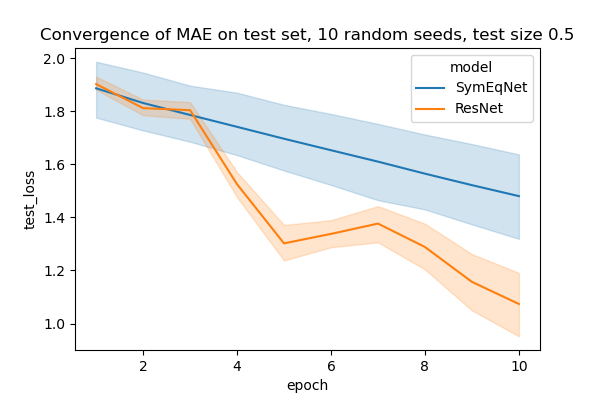 Convergence of MAE on test set, 10 random seeds, test size 0.5
model
SymEqNet
ResNet
test_loss
2.0
1.8
1.6
1.4
1.2
1.0
2 4 6 8 10
epoch